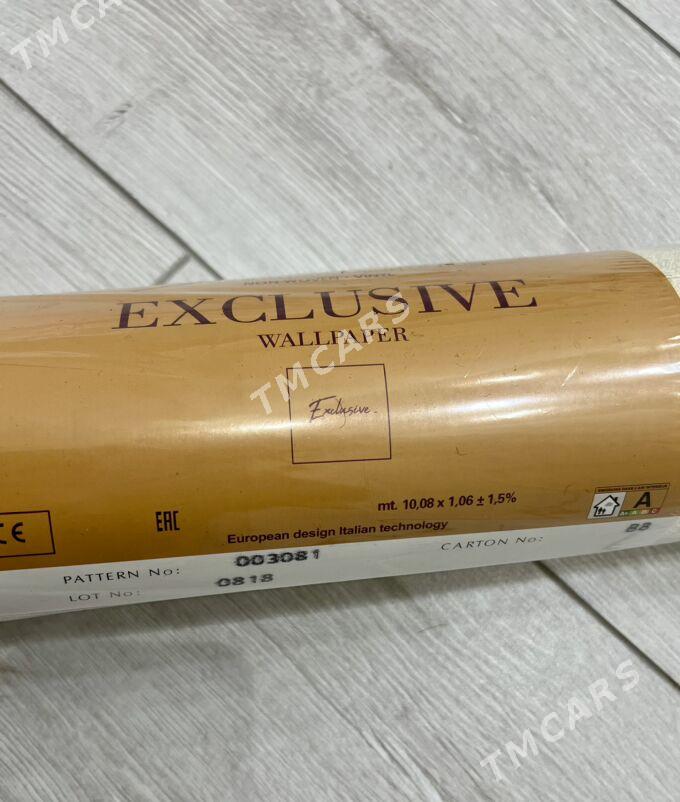 TMCARS
NON WOVEN - VINYL
EXCLUSIVE
WALLPAPER
TMCARS
Exclusive.
mt. 10,08 x 1,06 ± 1,5%
A
CE
EAC
European design Italian technology
PATTERN No: 003081
CARTON No: 88
LOT No: 0818
TMCARS